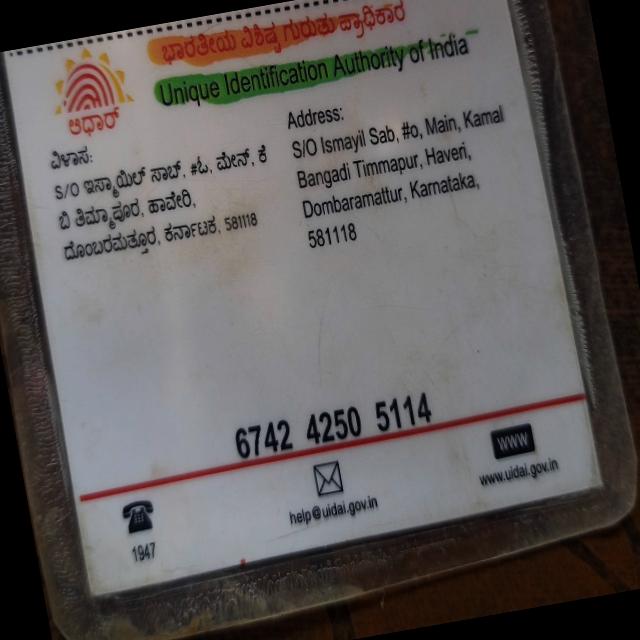 ಭಾರತೀಯ ವಿಶಿಷ್ಟ ಗುರುತು ಪ್ರಾಧಿಕಾರ
Unique Identification Authority of India
ಆಧಾರ್
ವಿಳಾಸ:
S/O ಇಸ್ಮಾಯಿಲ್ ಸಾಬ್, #ಓ, ಮೇನ್, ಕೆ
ಬಿ ತಿಮ್ಮಾಪೂರ, ಹಾವೇರಿ,
ದೊಂಬರಮತ್ತೂರ, ಕರ್ನಾಟಕ, 581118
Address:
S/O Ismayil Sab, #o, Main, Kamal
Bangadi Timmapur, Haveri,
Dombaramattur, Karnataka,
581118
6742 4250 5114
1947
help@uidai.gov.in
www
www.uidai.gov.in